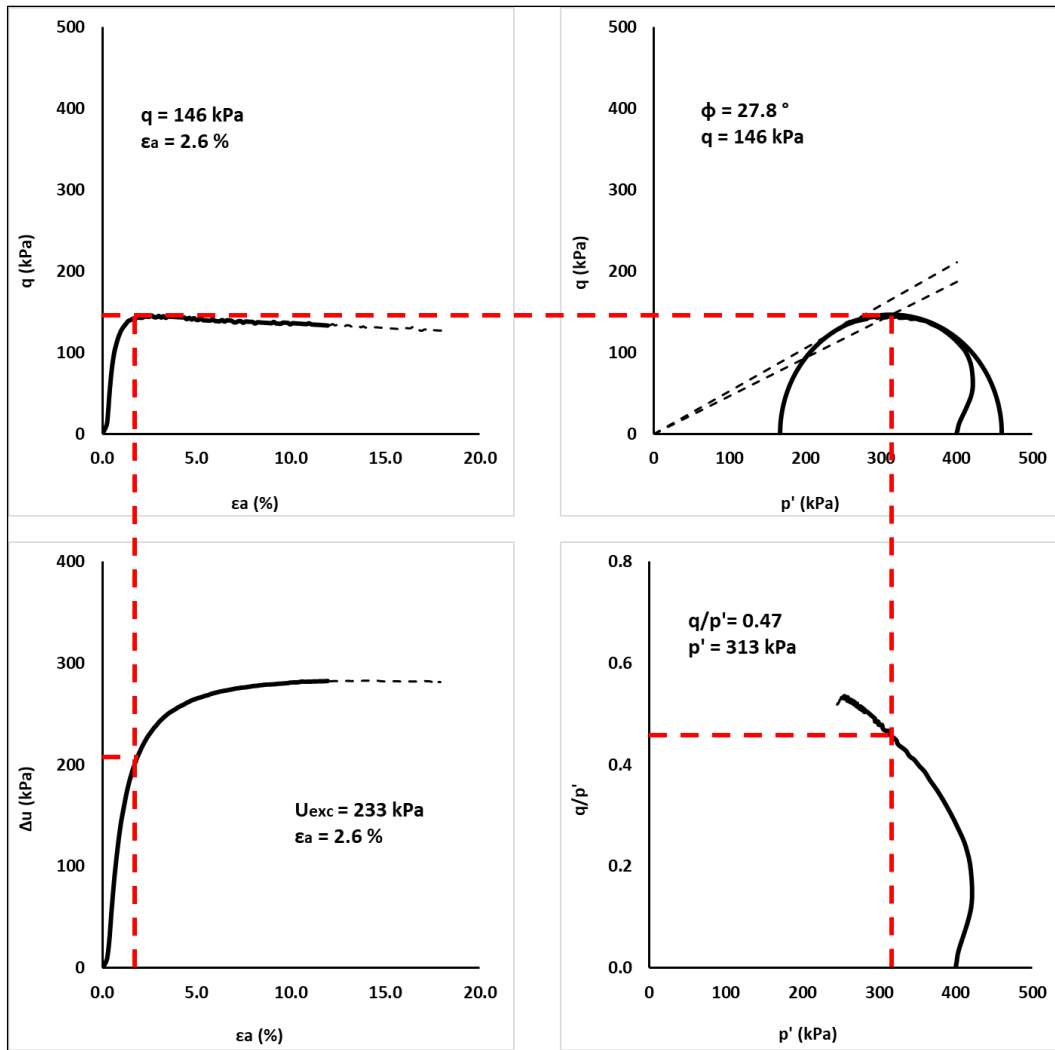 500
400
300
200
100
0
q (kPa)
q = 146 kPa
εa = 2.6 %
0.0 5.0 10.0 15.0 20.0
εa (%)
500
400
300
200
100
0
q (kPa)
ϕ = 27.8 °
q = 146 kPa
0 100 200 300 400 500
p' (kPa)
400
300
200
100
0
Δu (kPa)
Uexc = 233 kPa
εa = 2.6 %
0.0 5.0 10.0 15.0 20.0
εa (%)
0.8
0.6
0.4
0.2
0.0
q/p'
q/p'= 0.47
p' = 313 kPa
0 100 200 300 400 500
p' (kPa)